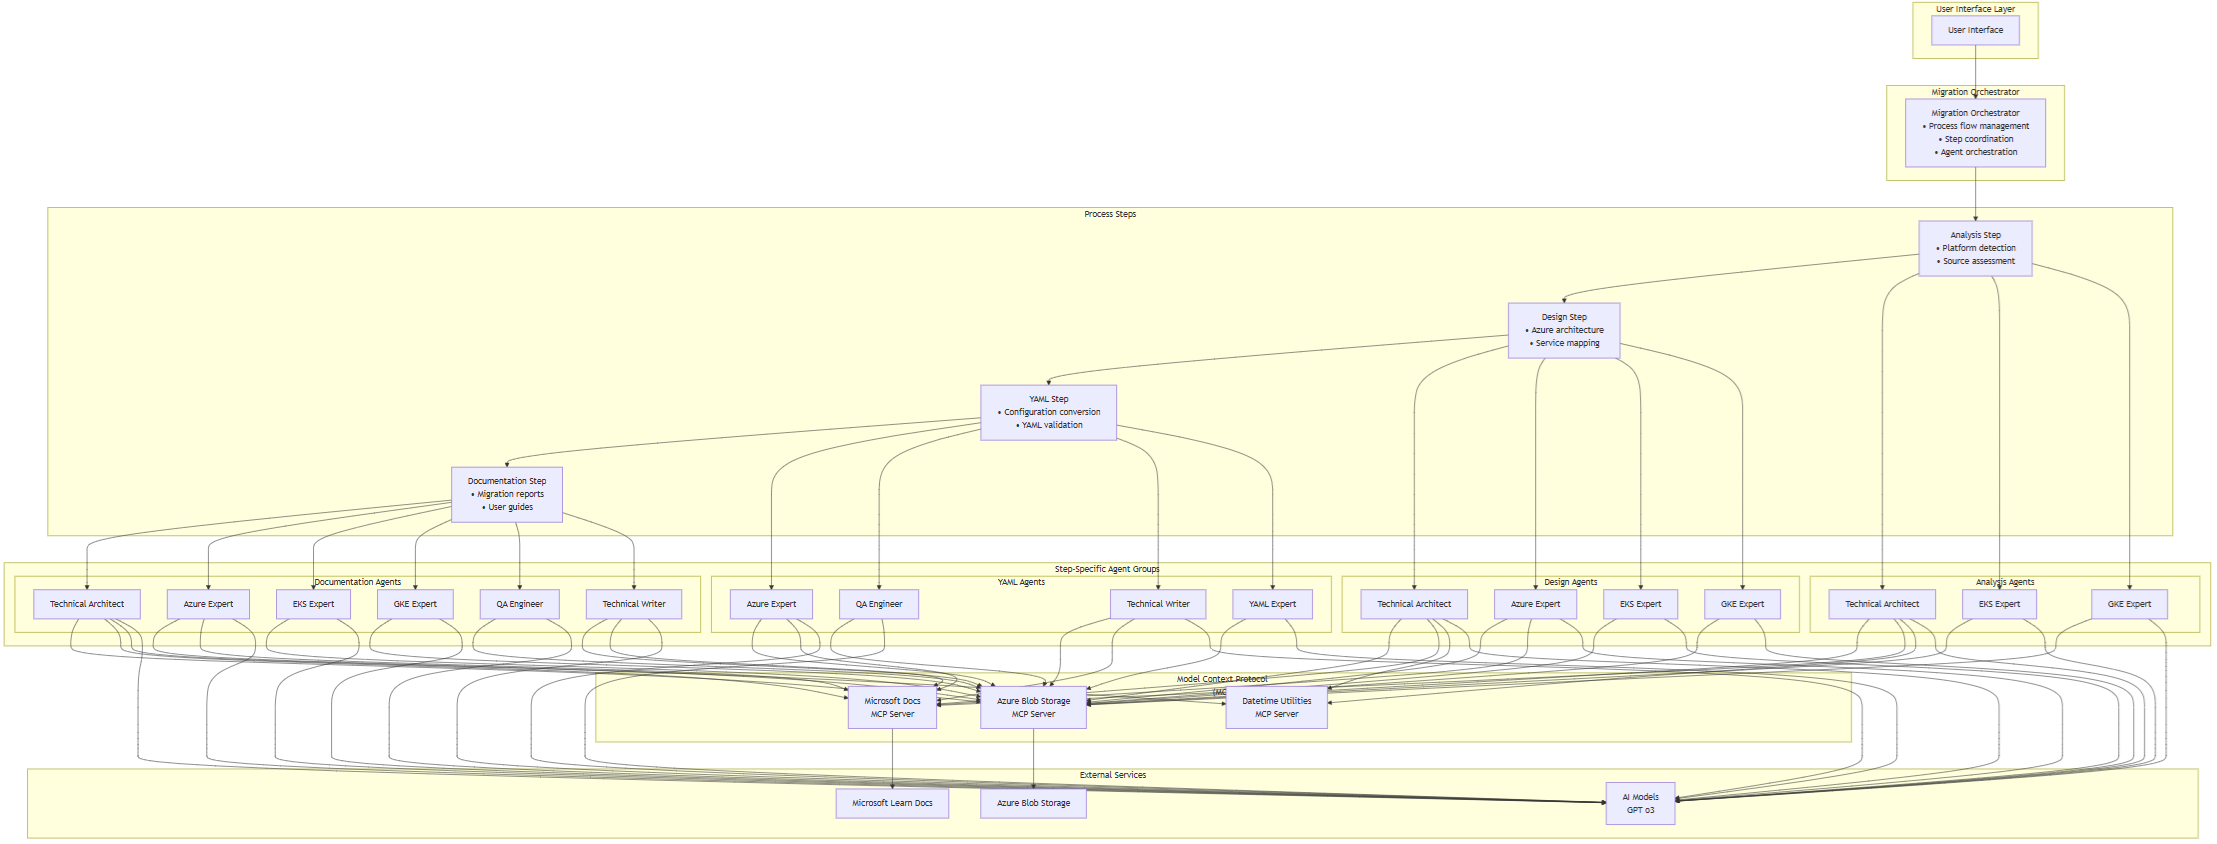 User Interface Layer
User Interface
Migration Orchestrator
Migration Orchestrator
• Process flow management
• Step coordination
• Agent orchestration
Process Steps
Analysis Step
• Platform detection
• Source assessment
Design Step
• Azure architecture
• Service mapping
YAML Step
• Configuration conversion
• YAML validation
Documentation Step
• Migration reports
• User guides
Step-Specific Agent Groups
Documentation Agents
Technical Architect
Azure Expert
EKS Expert
GKE Expert
QA Engineer
Technical Writer
YAML Agents
Azure Expert
QA Engineer
Technical Writer
YAML Expert
Design Agents
Technical Architect
Azure Expert
EKS Expert
GKE Expert
Analysis Agents
Technical Architect
EKS Expert
GKE Expert
Model Context Protocol
Microsoft Docs
MCP Server
Azure Blob Storage
MCP Server
Datetime Utilities
MCP Server
External Services
Microsoft Learn Docs
Azure Blob Storage
AI Models
GPT o3